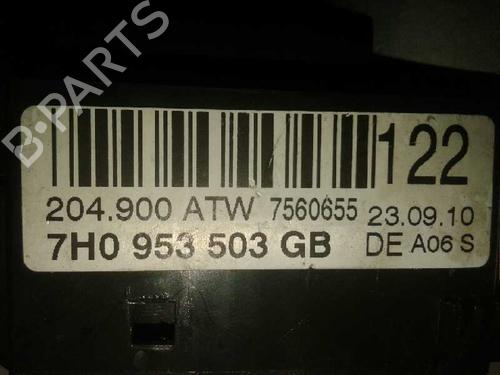 B-PARTS
122
204.900 ATW 7560655 23.09.10
7H0 953 503 GB DE A06 S